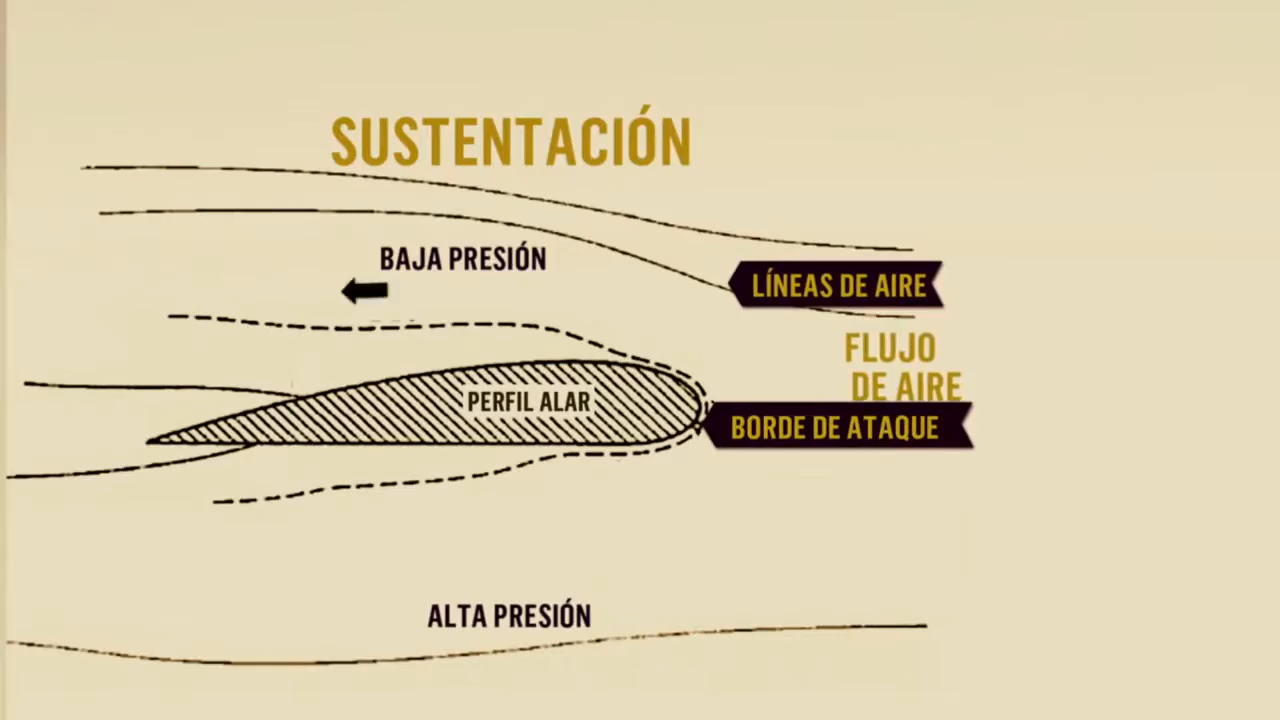 SUSTENTACIÓN
BAJA PRESIÓN
LÍNEAS DE AIRE
FLUJO
DE AIRE
PERFIL ALAR
BORDE DE ATAQUE
ALTA PRESIÓN